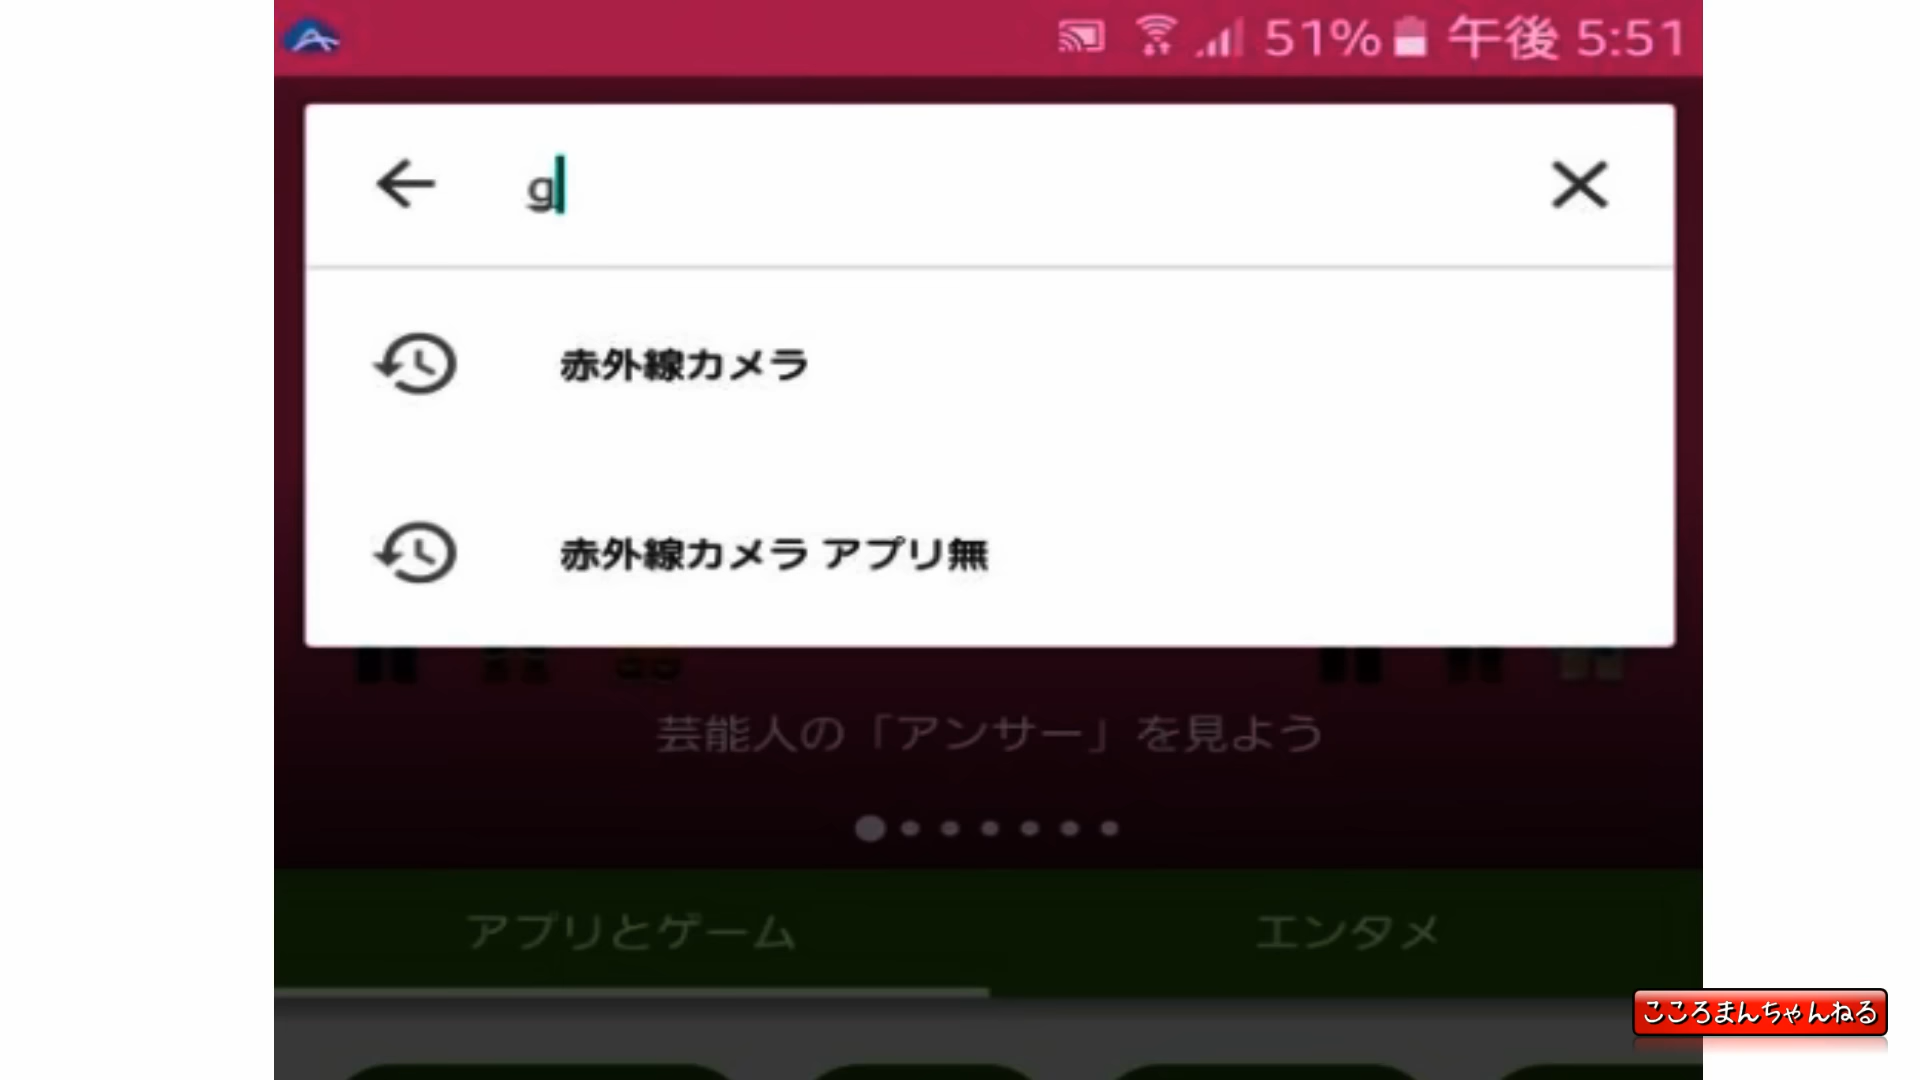 51% 午後 5:51
g
赤外線カメラ
赤外線カメラ アプリ無
芸能人の「アンサー」を見よう
アプリとゲーム エンタメ
こころまんちゃんねる